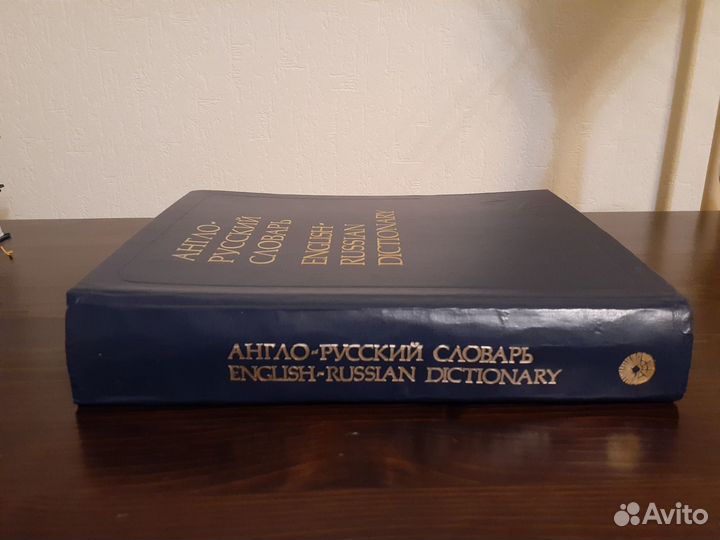 АНГЛО-
РУССКИЙ
СЛОВАРЬ
ENGLISH-
RUSSIAN
DICTIONARY
АНГЛО-РУССКИЙ СЛОВАРЬ
ENGLISH-RUSSIAN DICTIONARY
Avito